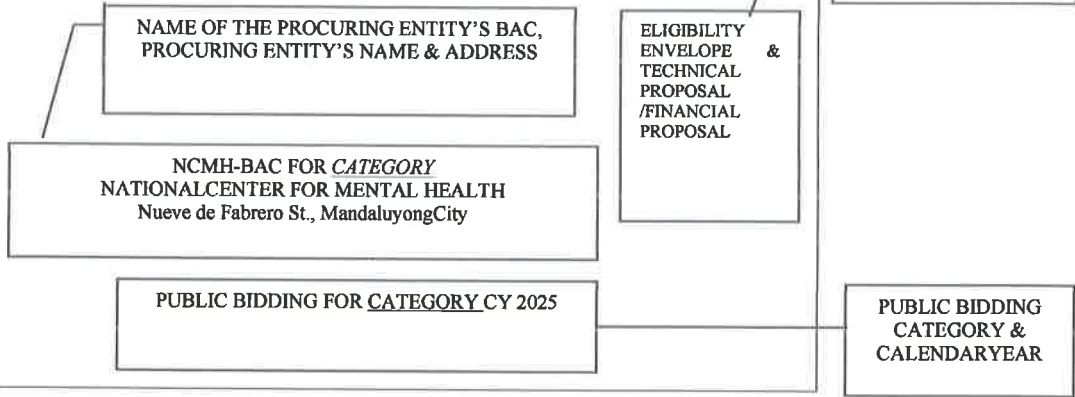 NAME OF THE PROCURING ENTITY'S BAC,
PROCURING ENTITY'S NAME & ADDRESS
ELIGIBILITY
ENVELOPE &
TECHNICAL
PROPOSAL
/FINANCIAL
PROPOSAL
NCMH-BAC FOR CATEGORY
NATIONALCENTER FOR MENTAL HEALTH
Nueve de Fabrero St., MandaluyongCity
PUBLIC BIDDING FOR CATEGORY CY 2025
PUBLIC BIDDING
CATEGORY &
CALENDARYEAR